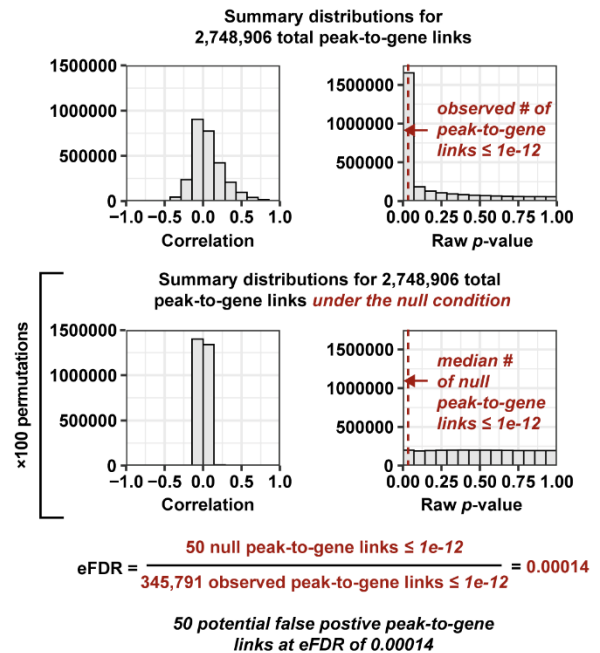 Summary distributions for
2,748,906 total peak-to-gene links
1500000
1000000
500000
0
−1.0 −0.5 0.0 0.5 1.0
Correlation
1500000
1000000
500000
0
0.00 0.25 0.50 0.75 1.00
Raw p-value
observed # of
peak-to-gene
links ≤ 1e-12
Summary distributions for 2,748,906 total
peak-to-gene links under the null condition
×100 permutations
1500000
1000000
500000
0
−1.0 −0.5 0.0 0.5 1.0
Correlation
1500000
1000000
500000
0
0.00 0.25 0.50 0.75 1.00
Raw p-value
median #
of null
peak-to-gene
links ≤ 1e-12
50 null peak-to-gene links ≤ 1e-12
eFDR = = 0.00014
345,791 observed peak-to-gene links ≤ 1e-12
50 potential false postive peak-to-gene
links at eFDR of 0.00014